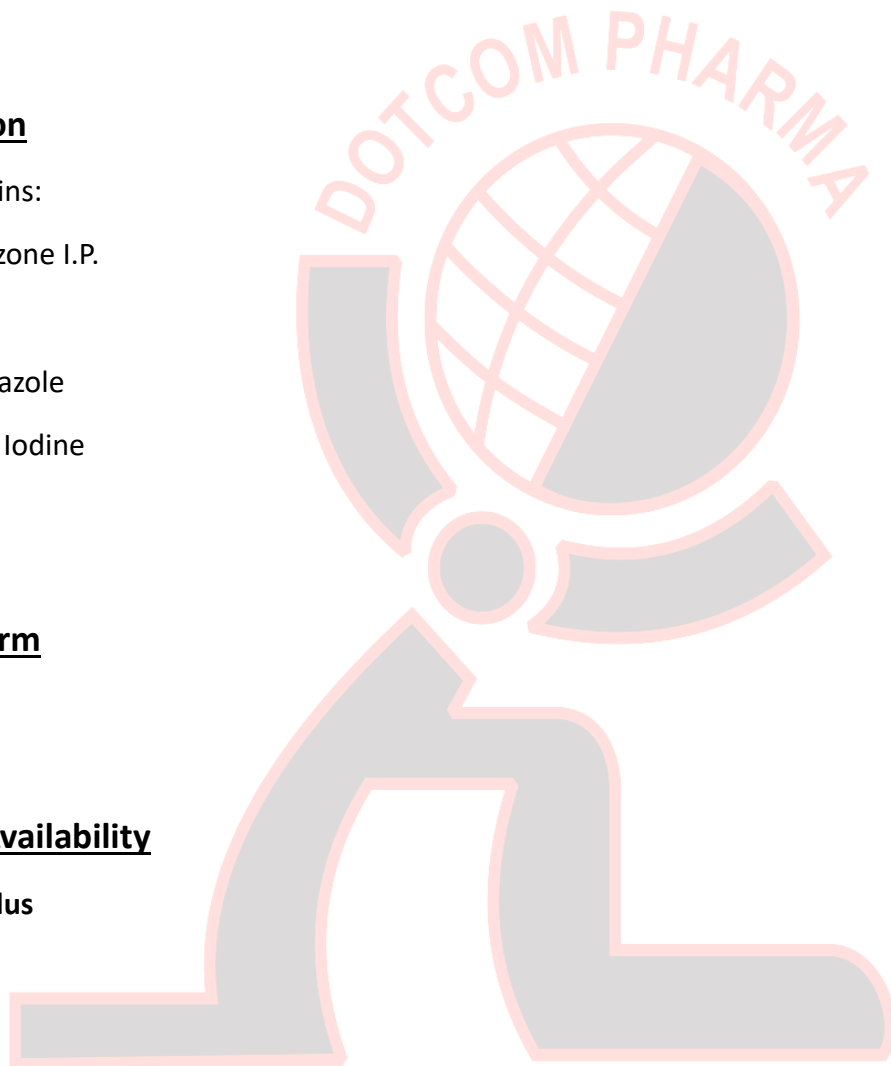 DOTCOM PHARMA
on
ins:
zone I.P.
azole
Iodine
rm
vailability
lus